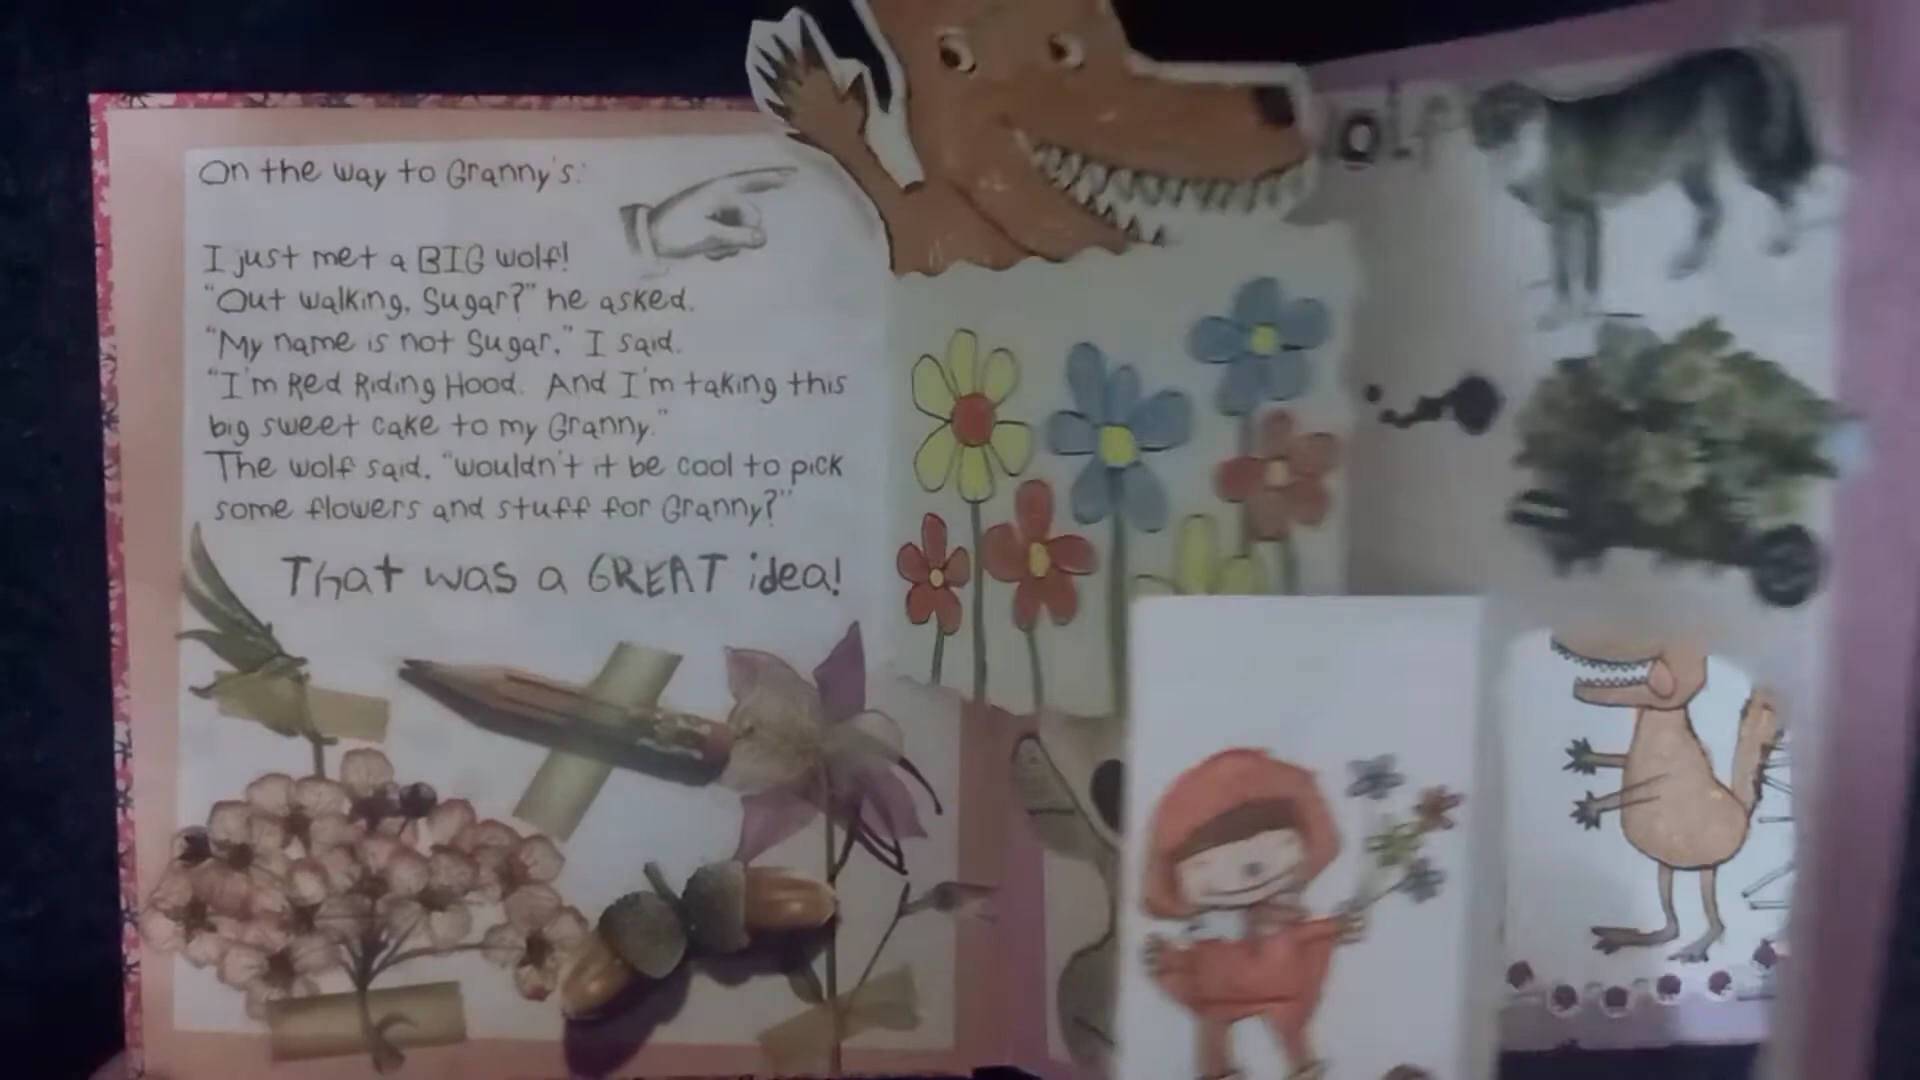 On the way to Granny's:
I just met a BIG wolf!
"Out walking, Sugar?" he asked.
"My name is not Sugar," I said.
"I'm Red Riding Hood. And I'm taking this
big sweet cake to my Granny."
The wolf said, "wouldn't it be cool to pick
some flowers and stuff for Granny?"
That was a GREAT idea!
olf